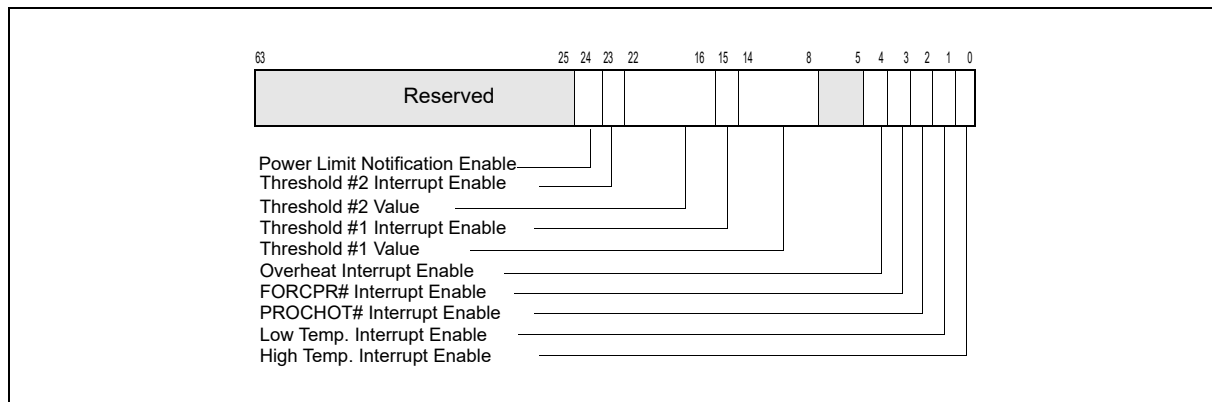 63 25 24 23 22 16 15 14 8 5 4 3 2 1 0
Reserved
Power Limit Notification Enable
Threshold #2 Interrupt Enable
Threshold #2 Value
Threshold #1 Interrupt Enable
Threshold #1 Value
Overheat Interrupt Enable
FORCPR# Interrupt Enable
PROCHOT# Interrupt Enable
Low Temp. Interrupt Enable
High Temp. Interrupt Enable